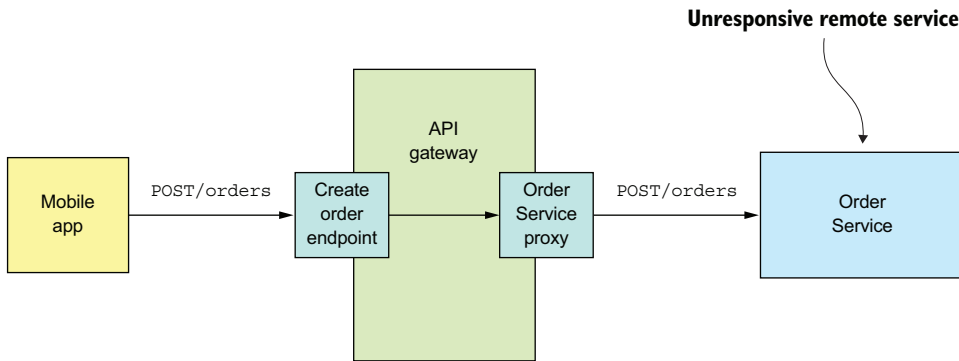 Unresponsive remote service
API
gateway
Mobile
app
POST/orders
Create
order
endpoint
Order
Service
proxy
POST/orders
Order
Service